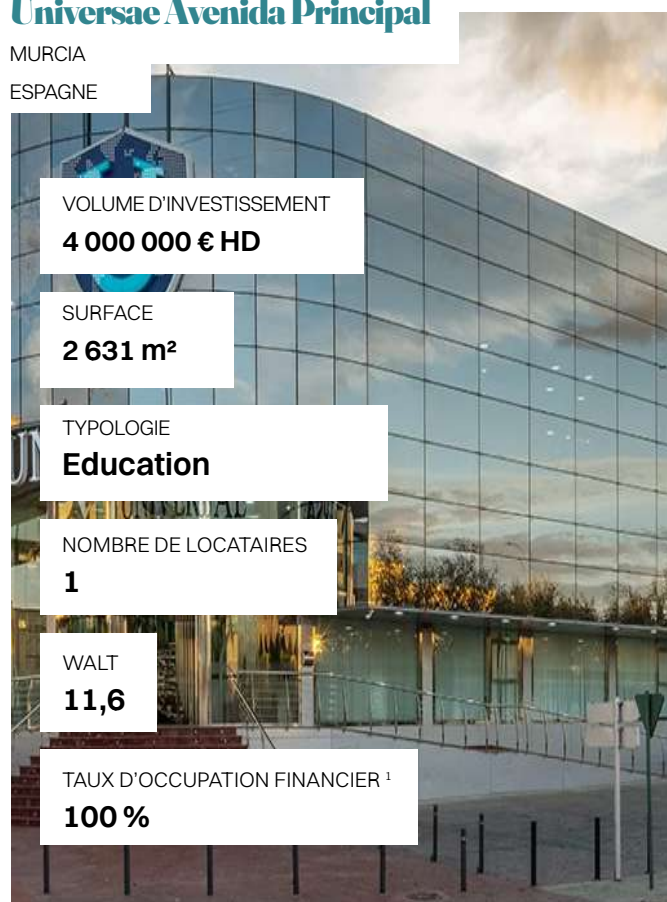 Universae Avenida Principal
MURCIA
ESPAGNE
VOLUME D'INVESTISSEMENT
4 000 000 € HD
SURFACE
2 631 m²
TYPOLOGIE
Education
NOMBRE DE LOCATAIRES
1
WALT
11,6
TAUX D'OCCUPATION FINANCIER ¹
100 %